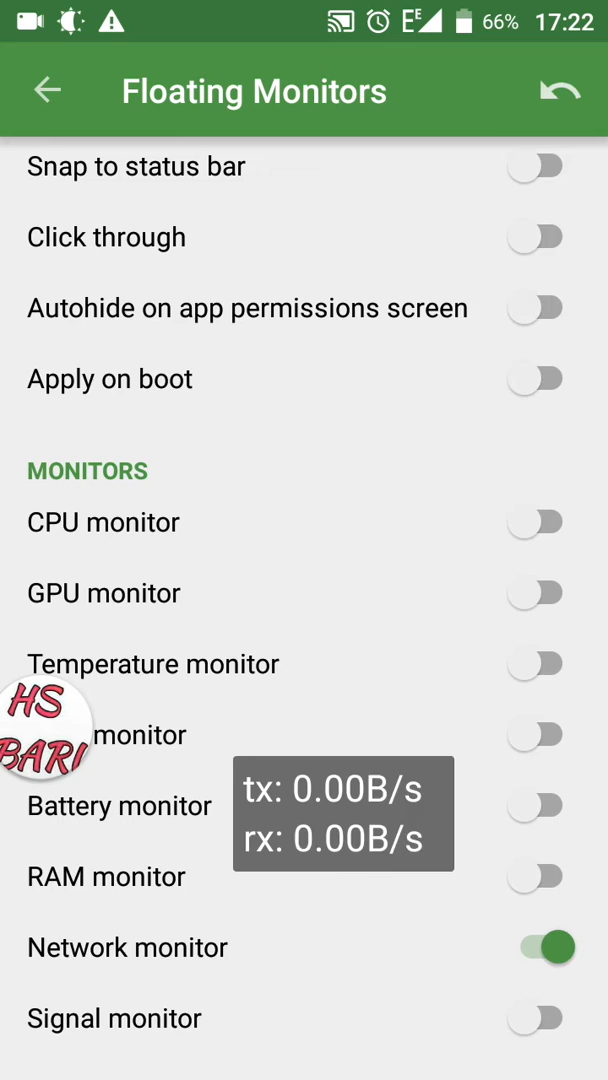 66% 17:22
Floating Monitors
Snap to status bar
Click through
Autohide on app permissions screen
Apply on boot
MONITORS
CPU monitor
GPU monitor
Temperature monitor
HS
BARI
monitor
tx: 0.00B/s
rx: 0.00B/s
Battery monitor
RAM monitor
Network monitor
Signal monitor